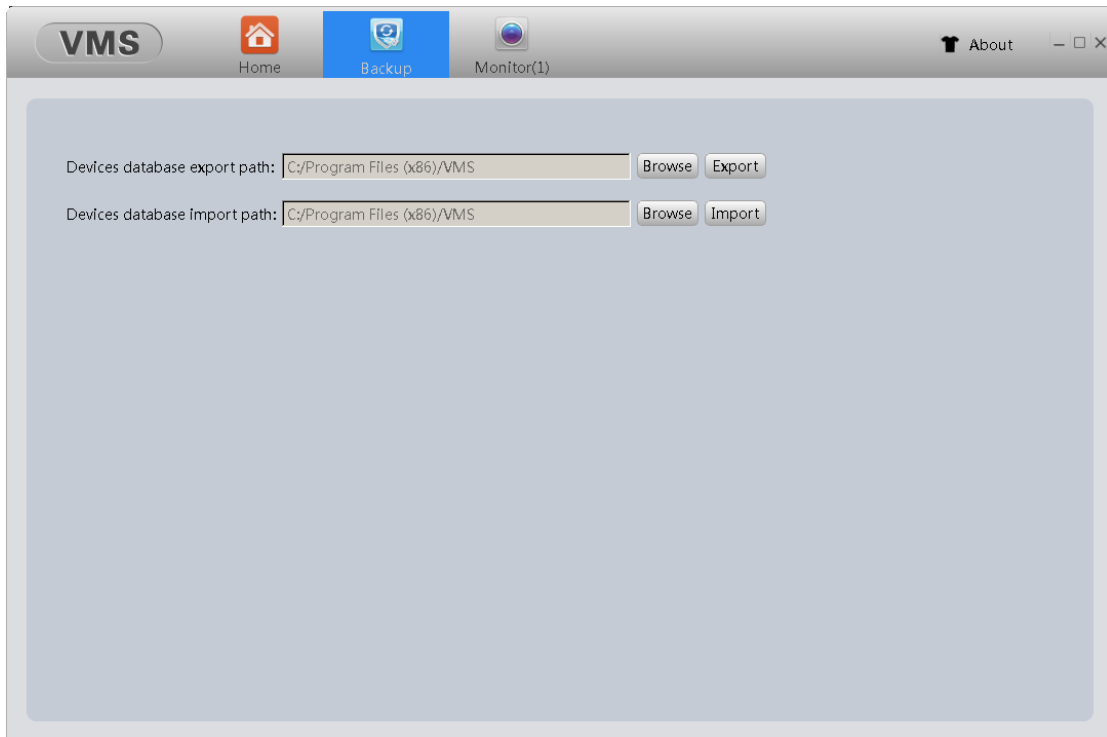 VMS
Home
Backup
Monitor(1)
About
Devices database export path: C:/Program Files (x86)/VMS Browse Export
Devices database import path: C:/Program Files (x86)/VMS Browse Import